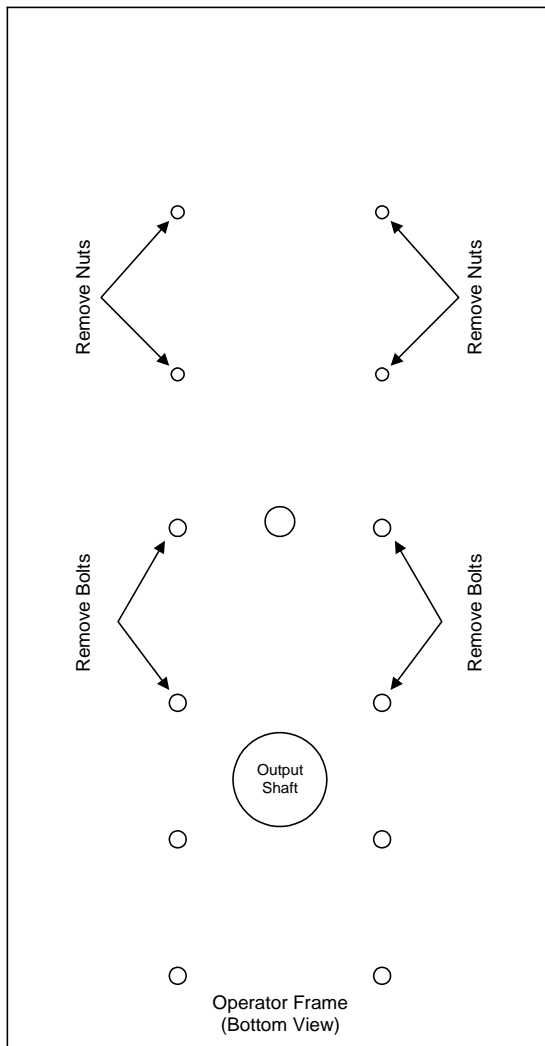 Remove Nuts
Remove Nuts
Remove Bolts
Remove Bolts
Output
Shaft
Operator Frame
(Bottom View)